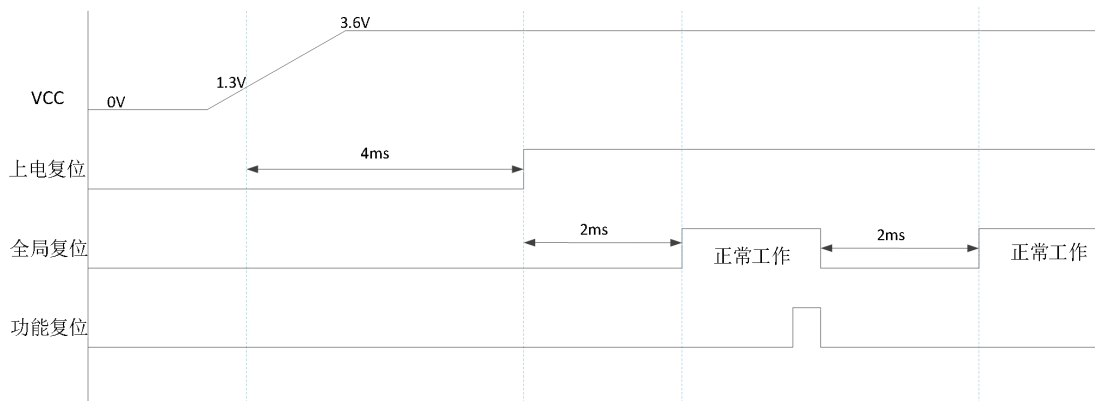 3.6V
1.3V
VCC
0V
4ms
上电复位
2ms
2ms
全局复位
正常工作
正常工作
功能复位